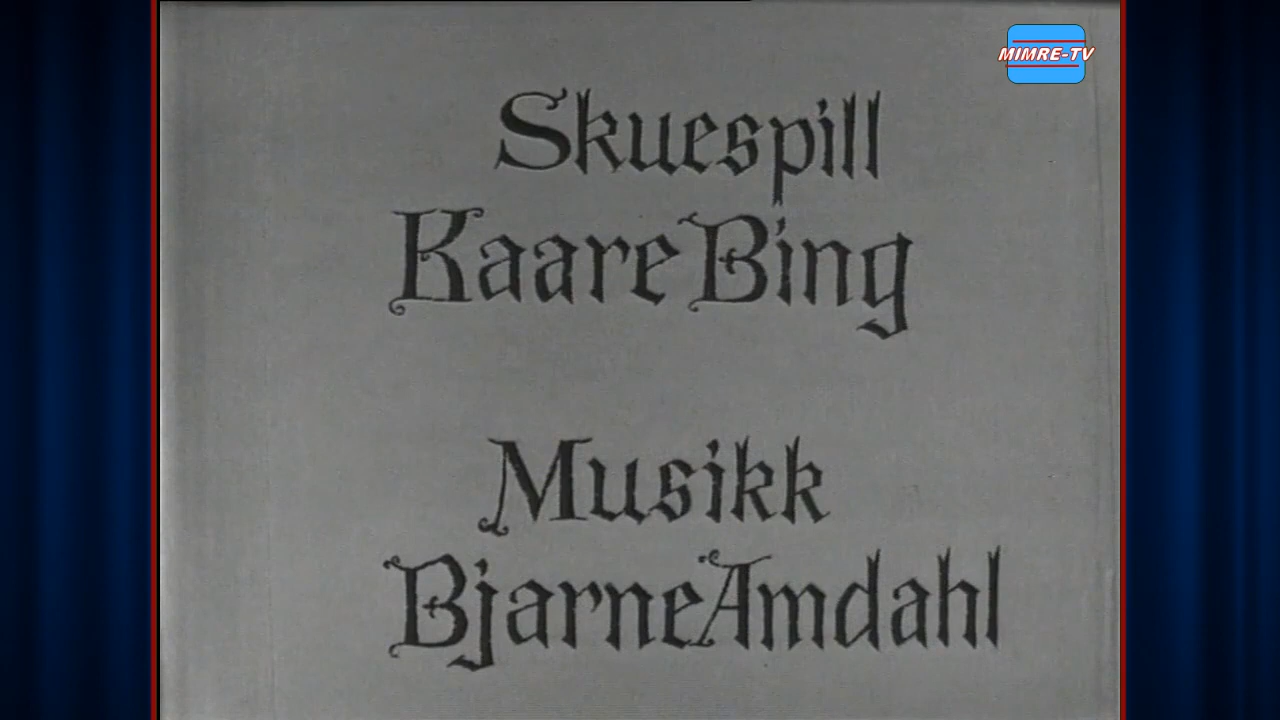 MIMRE-TV
Skuespill
Kaare Bing
Musikk
Bjarne Amdahl